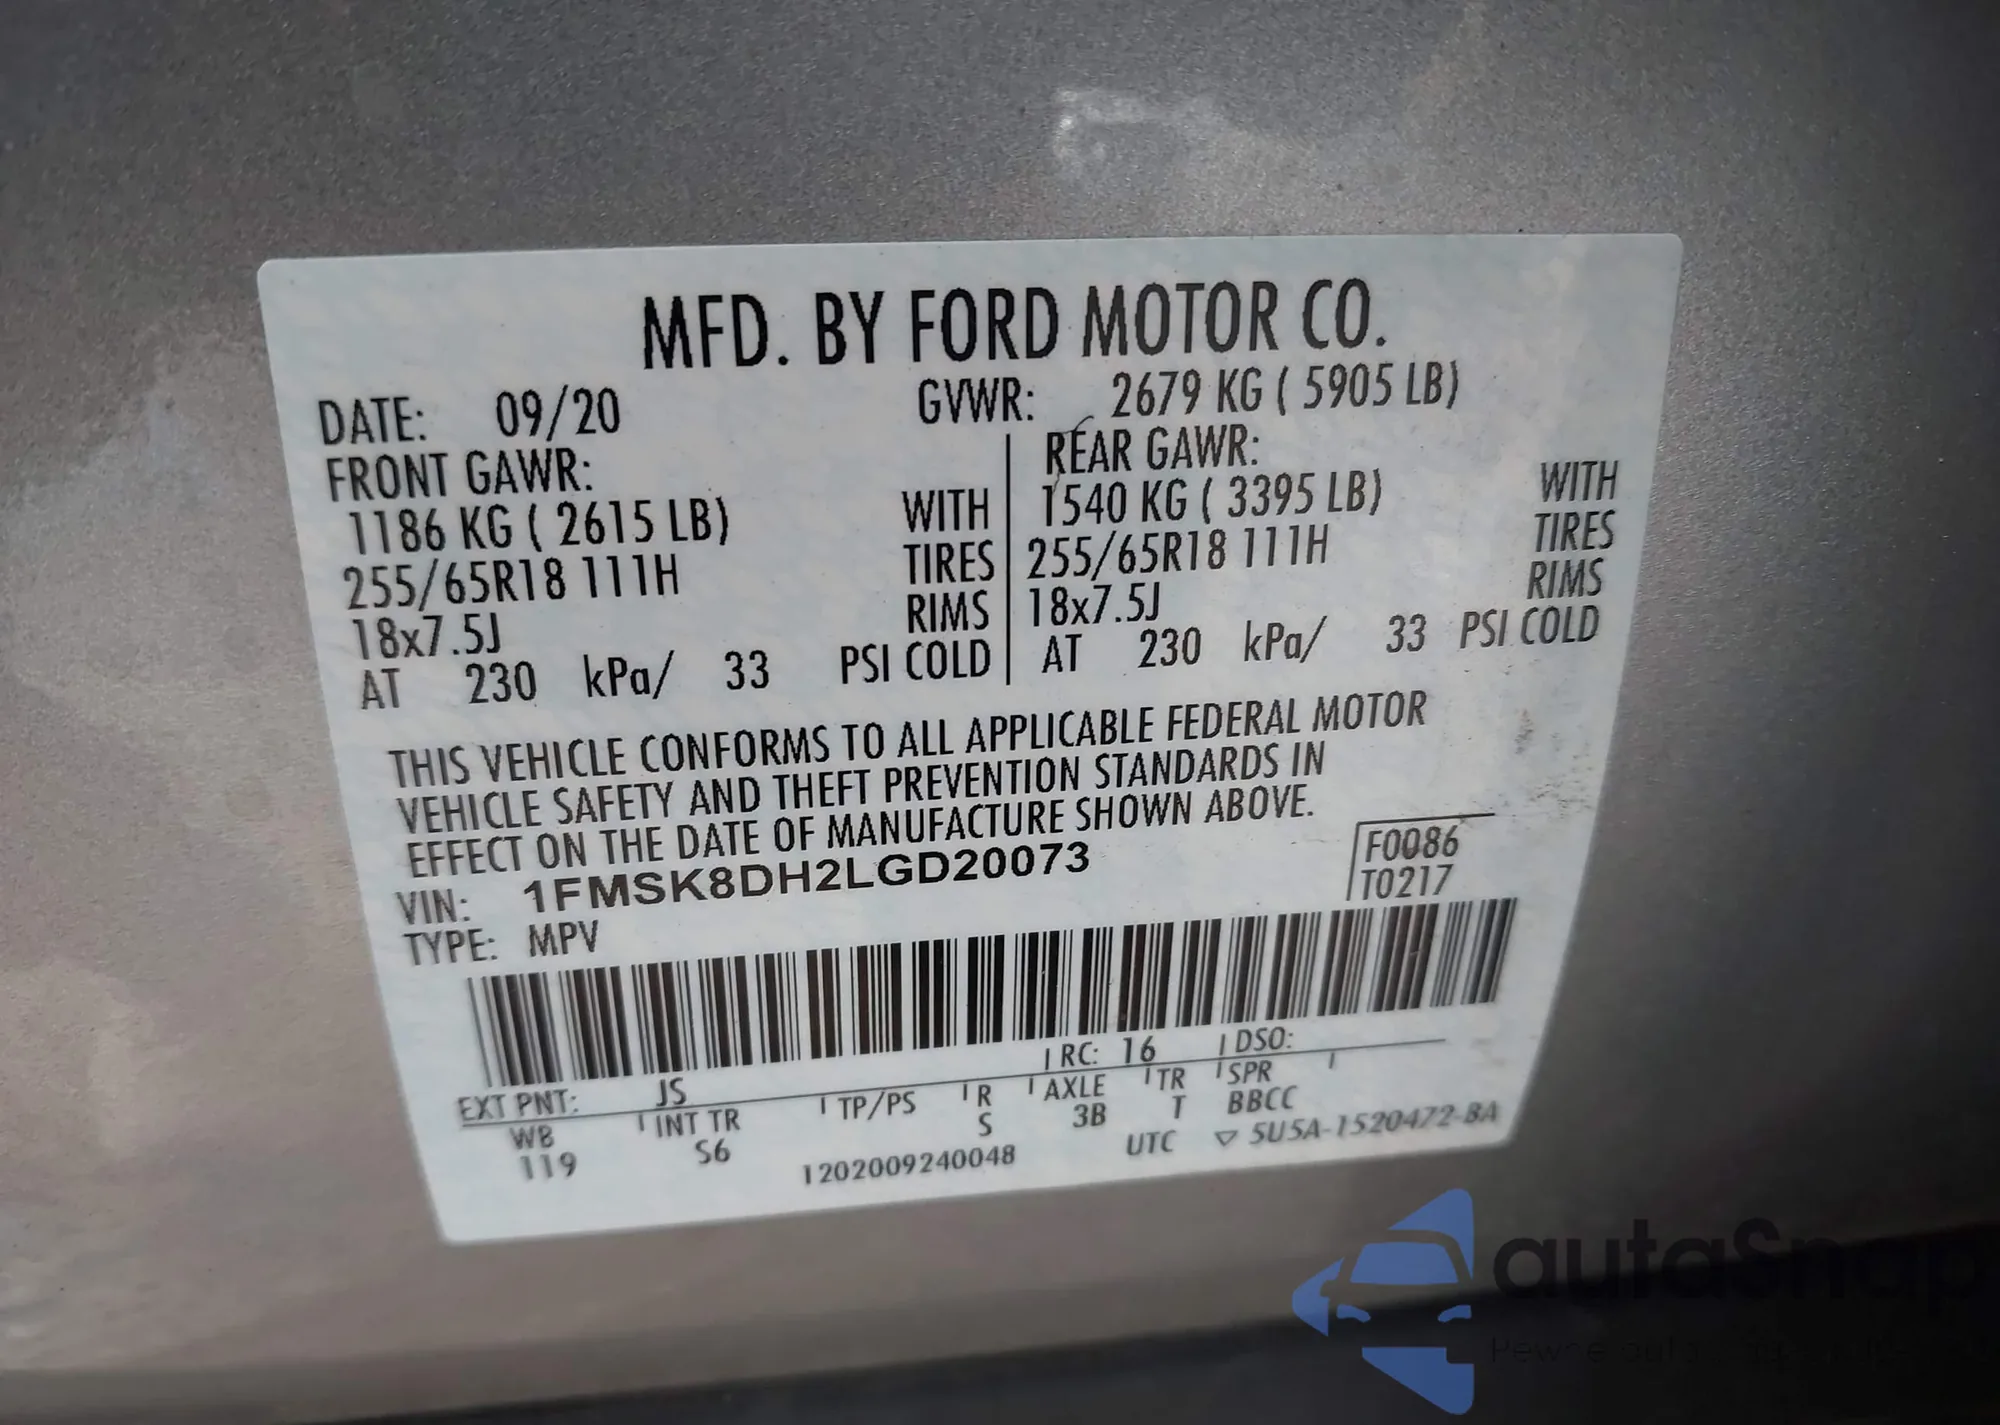 MFD. BY FORD MOTOR CO.
DATE: 09/20 GVWR: 2679 KG ( 5905 LB)
FRONT GAWR: REAR GAWR:
1186 KG ( 2615 LB) WITH 1540 KG ( 3395 LB) WITH
255/65R18 111H TIRES 255/65R18 111H TIRES
18x7.5J RIMS 18x7.5J RIMS
AT 230 kPa/ 33 PSI COLD AT 230 kPa/ 33 PSI COLD
THIS VEHICLE CONFORMS TO ALL APPLICABLE FEDERAL MOTOR
VEHICLE SAFETY AND THEFT PREVENTION STANDARDS IN
EFFECT ON THE DATE OF MANUFACTURE SHOWN ABOVE.
VIN: 1FMSK8DH2LGD20073 F0086
TYPE: MPV T0217
EXT PNT: JS RC: 16 DSO:
WB INT TR TP/PS R AXLE TR SPR
119 S6 S 3B T BBCC
1202009240048 UTC ▽ 5U5A-1520472-BA
autasnap